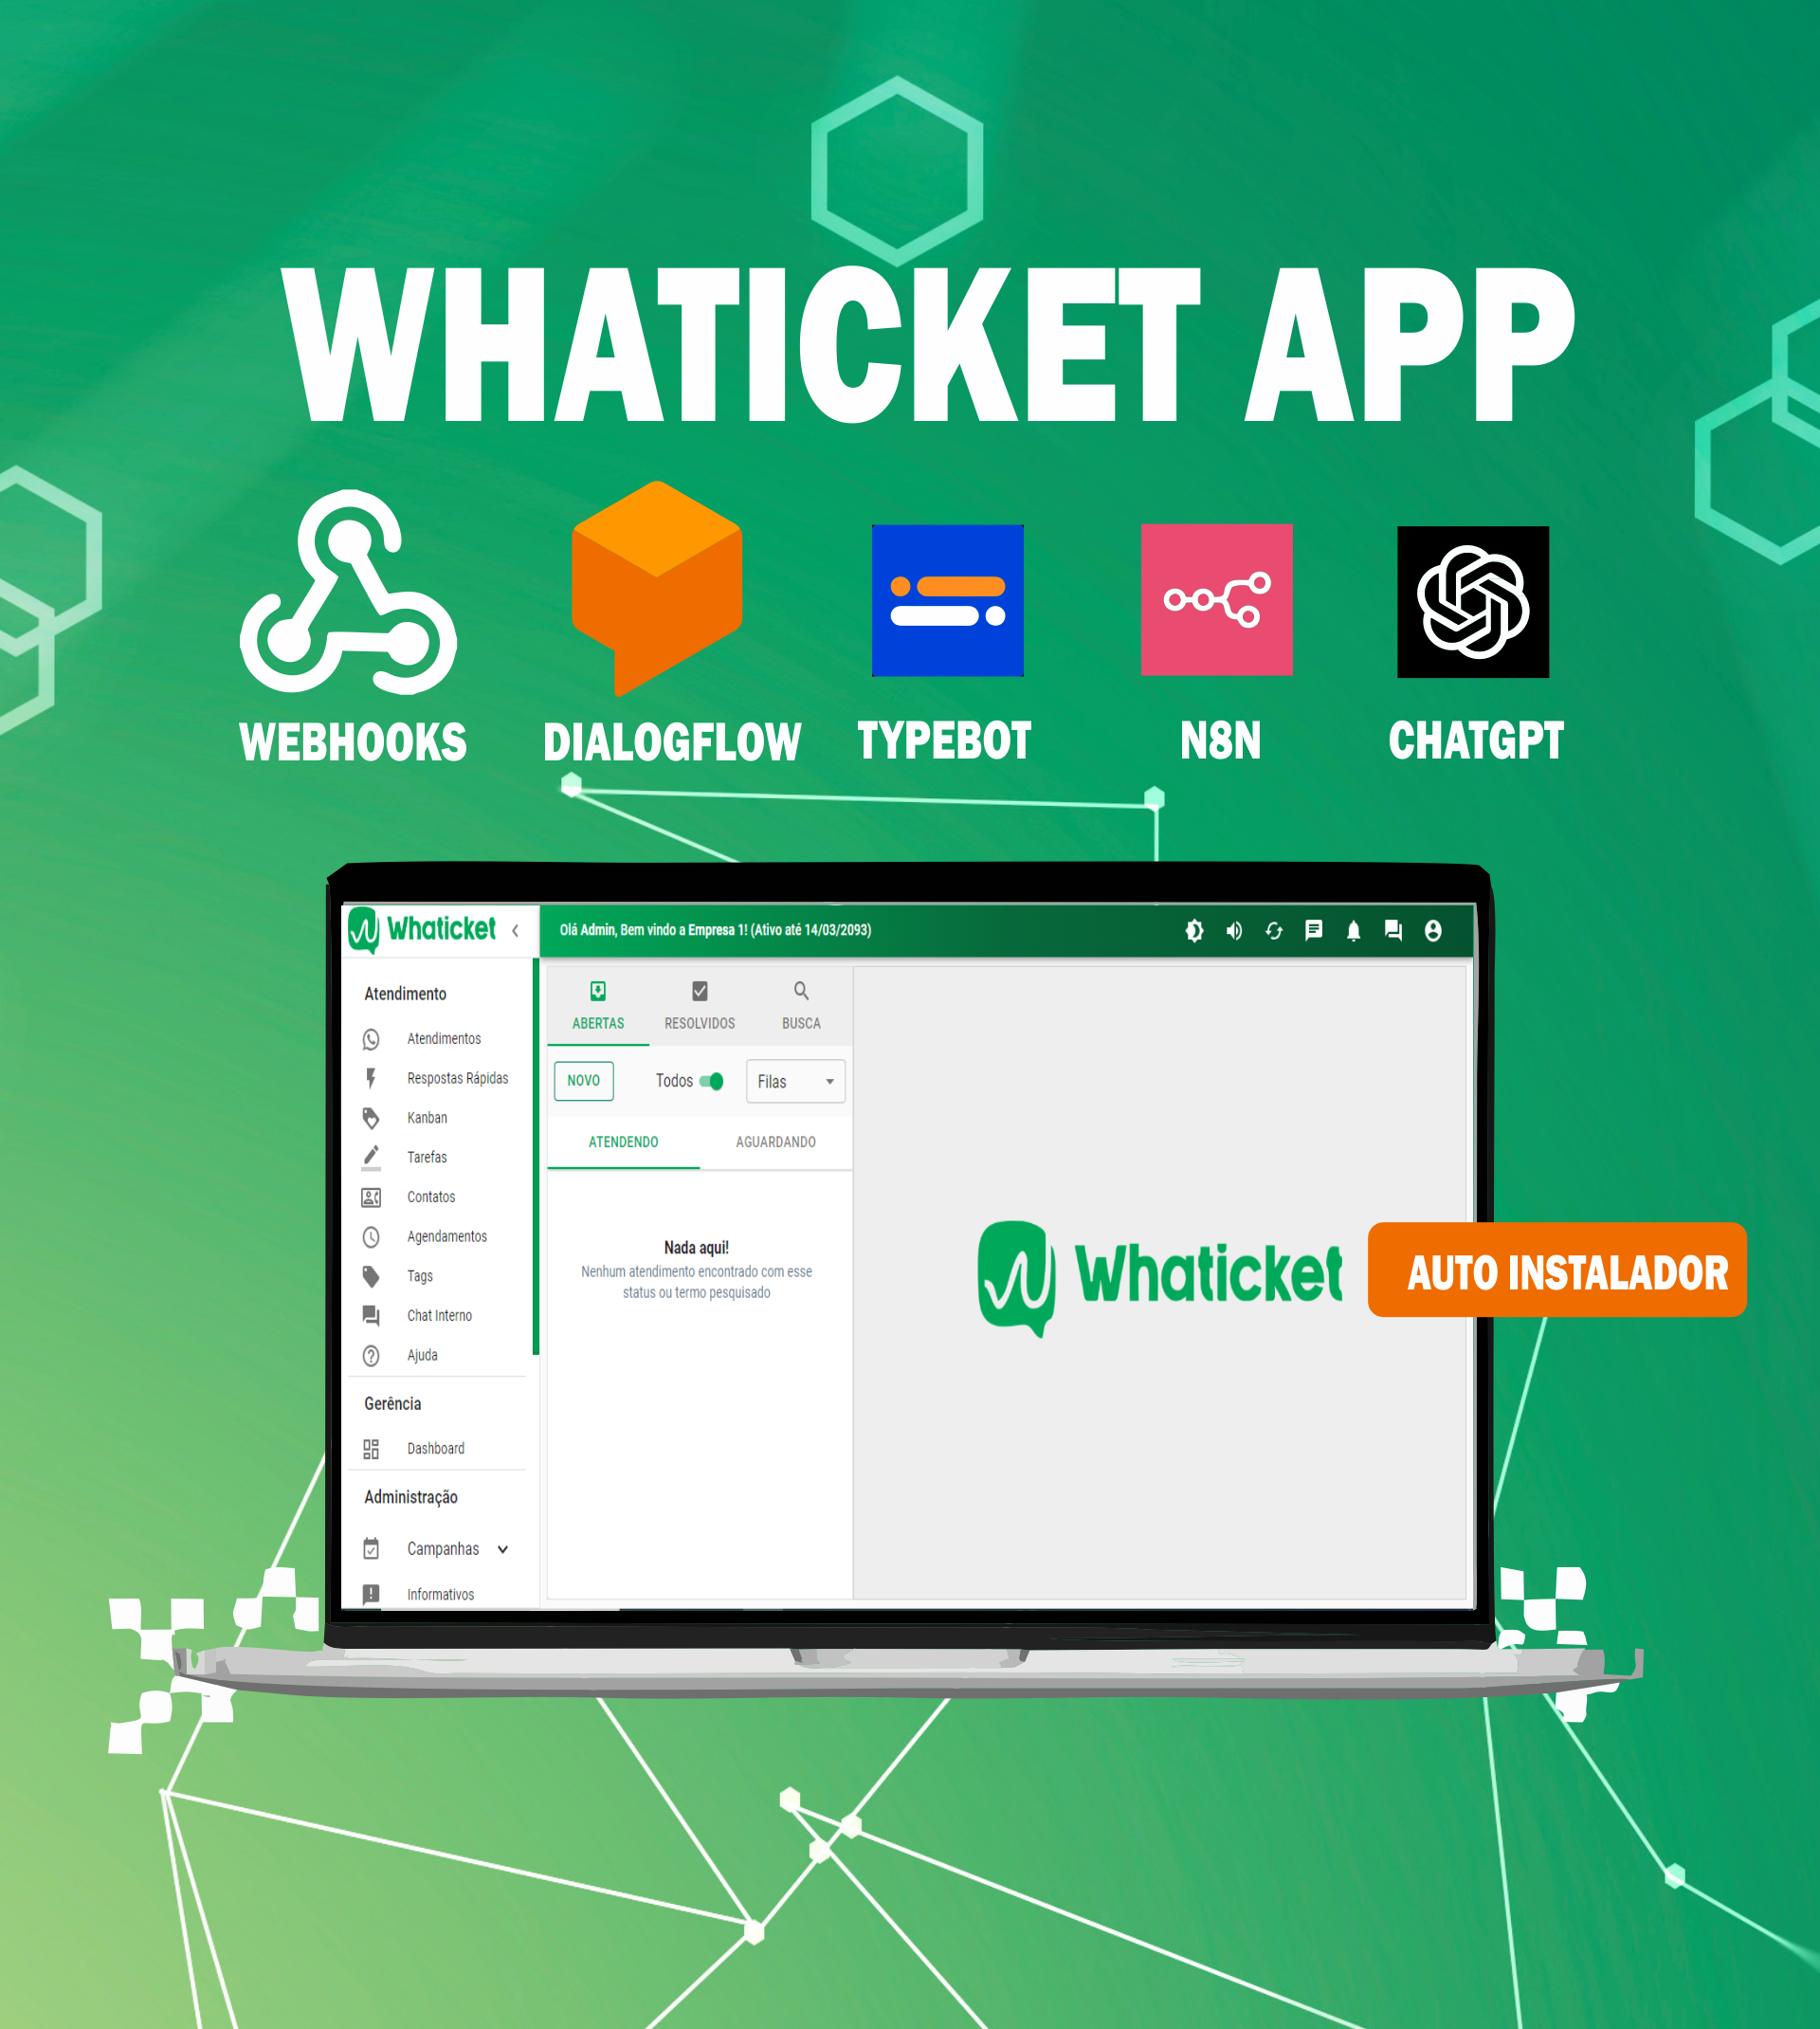 WHATICKET APP
WEBHOOKS
DIALOGFLOW
TYPEBOT
N8N
CHATGPT
Whaticket
Olá Admin, Bem vindo a Empresa 1! (Ativo até 14/03/2093)
Atendimento
Atendimentos
Respostas Rápidas
Kanban
Tarefas
Contatos
Agendamentos
Tags
Chat Interno
Ajuda
Gerência
Dashboard
Administração
Campanhas
Informativos
ABERTAS
RESOLVIDOS
BUSCA
NOVO
Todos
Filas
ATENDENDO
AGUARDANDO
Nada aqui!
Nenhum atendimento encontrado com esse
status ou termo pesquisado
Whaticket
AUTO INSTALADOR